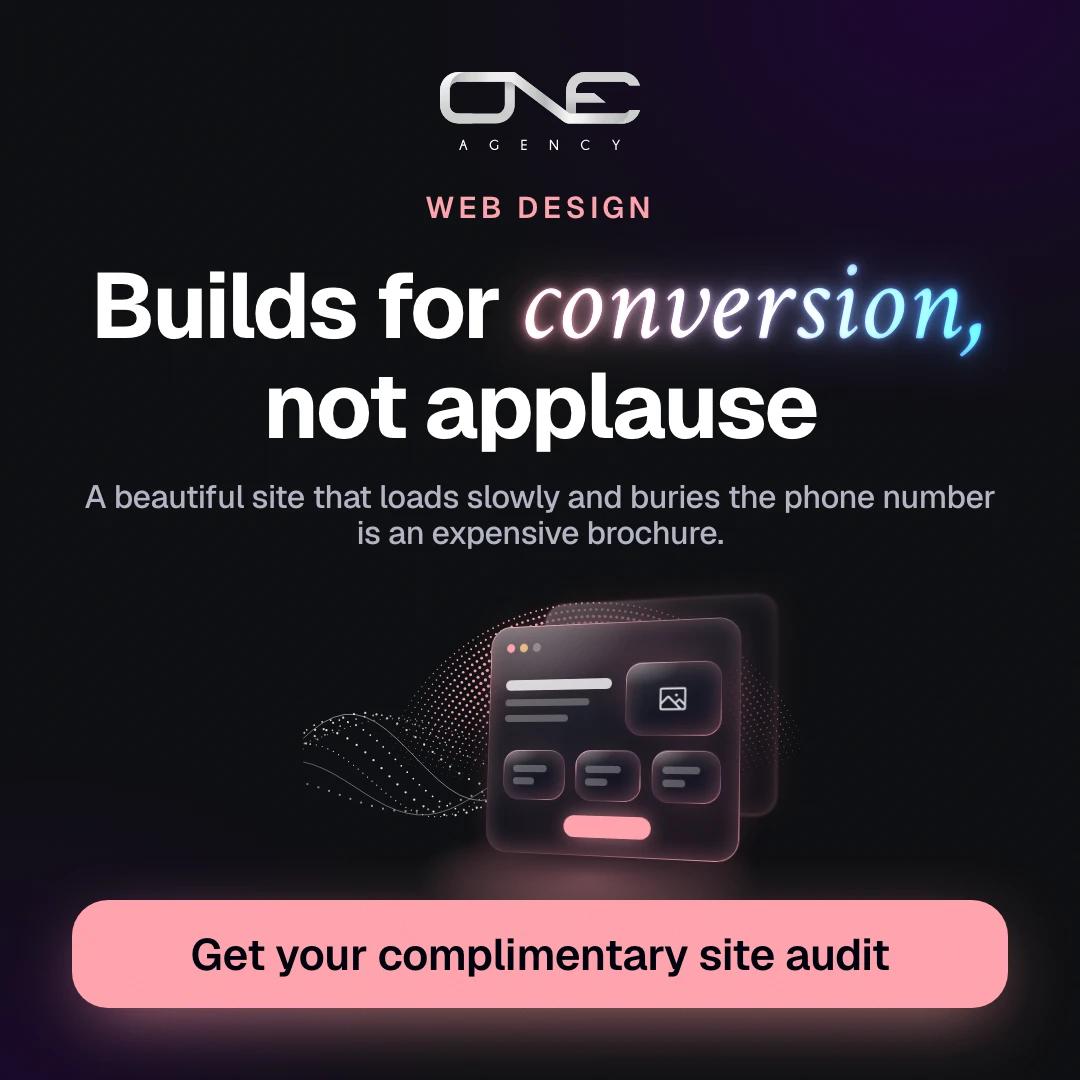 ONE
AGENCY
WEB DESIGN
Builds for conversion,
not applause
A beautiful site that loads slowly and buries the phone number
is an expensive brochure.
Get your complimentary site audit